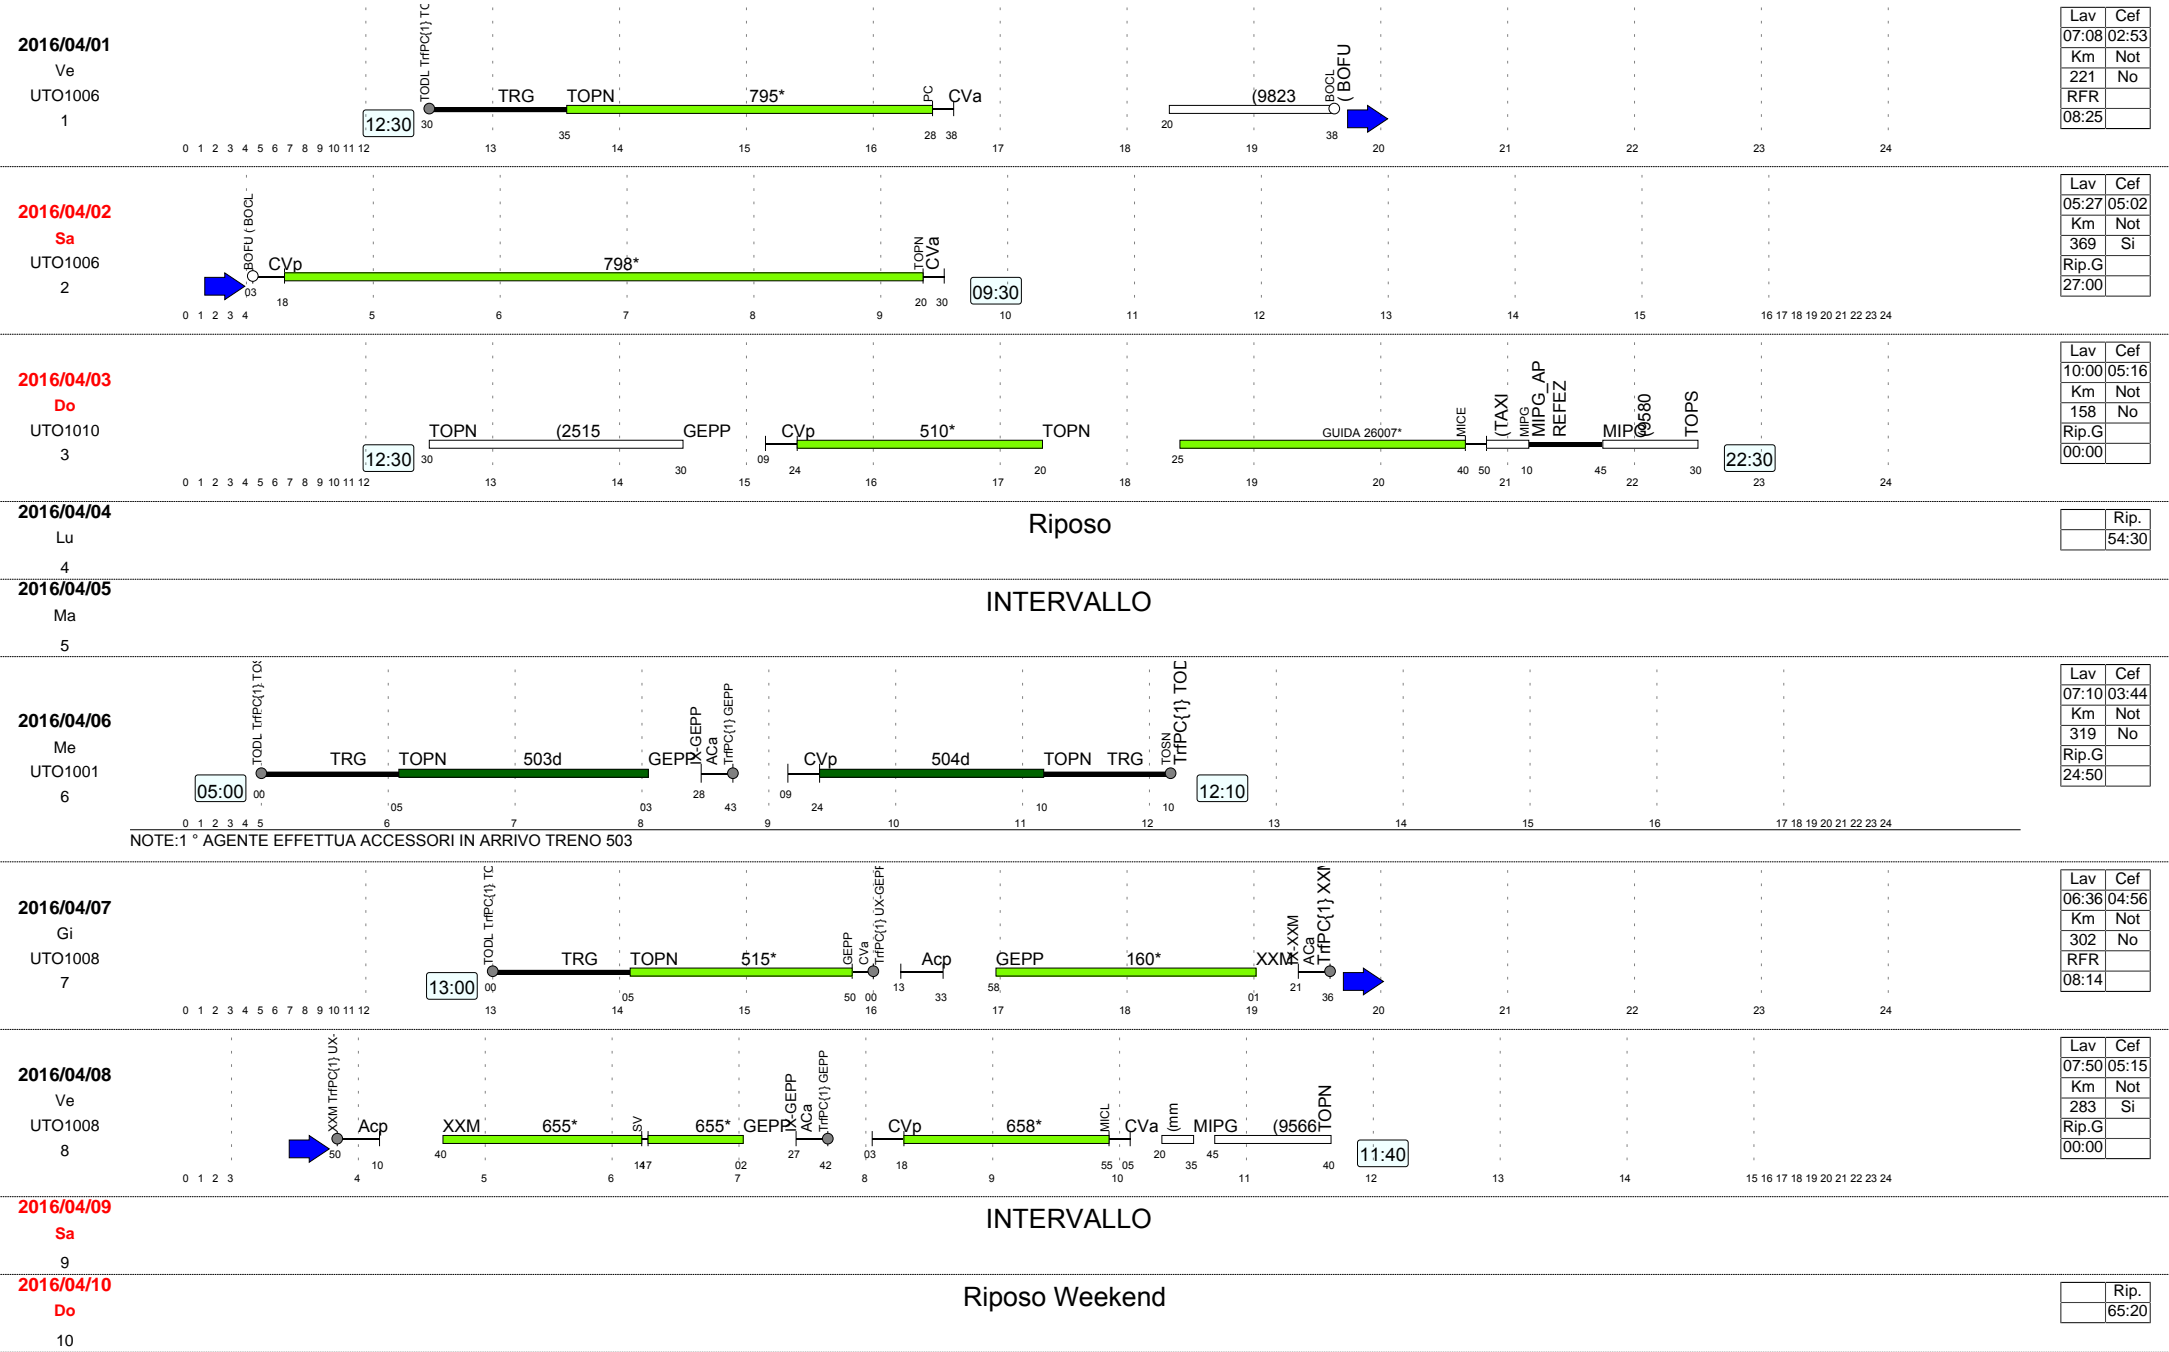 2016/04/01
Ve
UTO1006
1
12:30
TODL TrfPC{1} TO
30
TRG
TOPN
35
795*
PC
CVa
28 38
20
(9823
BOCL
( BOFU
38
0 1 2 3 4 5 6 7 8 9 10 11 12 13 14 15 16 17 18 19 20 21 22 23 24
Lav Cef
07:08 02:53
Km Not
221 No
RFR
08:25
2016/04/02
Sa
UTO1006
2
BOFU ( BOCL
03
CVp
18
798*
TOPN
CVa
20 30
09:30
0 1 2 3 4 5 6 7 8 9 10 11 12 13 14 15 16 17 18 19 20 21 22 23 24
Lav Cef
05:27 05:02
Km Not
369 Si
Rip.G
27:00
2016/04/03
Do
UTO1010
3
12:30
TOPN
30
(2515
GEPP
30
09
CVp
24
510*
TOPN
20
25
GUIDA 26007*
MICE
40 50
(TAXI
MIPG
10
MIPG_AP
REFEZ
MIPG
45
(9580
TOPS
30
22:30
0 1 2 3 4 5 6 7 8 9 10 11 12 13 14 15 16 17 18 19 20 21 22 23 24
Lav Cef
10:00 05:16
Km Not
158 No
Rip.G
00:00
2016/04/04
Lu
4
Riposo
Rip.
54:30
2016/04/05
Ma
5
INTERVALLO
2016/04/06
Me
UTO1001
6
05:00
TODL TrfPC{1} TOS
00
TRG
TOPN
05
503d
GEPP
03
IX-GEPP
ACa
TrfPC{1} GEPP
28 43
09
CVp
24
504d
TOPN
10
TRG
TOSN
TrfPC{1} TOD
10
12:10
0 1 2 3 4 5 6 7 8 9 10 11 12 13 14 15 16 17 18 19 20 21 22 23 24
NOTE:1 ° AGENTE EFFETTUA ACCESSORI IN ARRIVO TRENO 503
Lav Cef
07:10 03:44
Km Not
319 No
Rip.G
24:50
2016/04/07
Gi
UTO1008
7
13:00
TODL TrfPC{1} TO
00
TRG
TOPN
05
515*
GEPP
CVa
TrfPC{1} UX-GEPP
50 00
13
Acp
33
GEPP
58
160*
XXM
01
IX-XXM
ACa
TrfPC{1} XXM
21 36
0 1 2 3 4 5 6 7 8 9 10 11 12 13 14 15 16 17 18 19 20 21 22 23 24
Lav Cef
06:36 04:56
Km Not
302 No
RFR
08:14
2016/04/08
Ve
UTO1008
8
XXM TrfPC{1} UX-
50
Acp
10
XXM
40
655*
SV
147
655*
GEPP
02
IX-GEPP
ACa
TrfPC{1} GEPP
27 42
03
CVp
18
658*
MICL
CVa
55 05
(mm
20 35
MIPG
45
(9566
TOPN
40
11:40
0 1 2 3 4 5 6 7 8 9 10 11 12 13 14 15 16 17 18 19 20 21 22 23 24
Lav Cef
07:50 05:15
Km Not
283 Si
Rip.G
00:00
2016/04/09
Sa
9
INTERVALLO
2016/04/10
Do
10
Riposo Weekend
Rip.
65:20